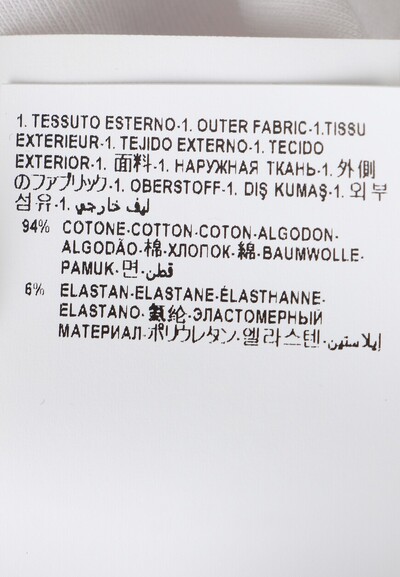 1. TESSUTO ESTERNO-1. OUTER FABRIC-1.TISSU
EXTERIEUR-1. TEJIDO EXTERNO-1. TECIDO
EXTERIOR-1. 面料-1. НАРУЖНАЯ ТКАНЬ-1. 外側
のファブリック-1. OBERSTOFF-1. DIŞ KUMAŞ-1. 외부
섬유-1. ليف خارجي
94% COTONE-COTTON-COTON-ALGODON-
ALGODÃO-棉-ХЛОПОК-綿-BAUMWOLLE-
PAMUK-면-قطن
6% ELASTAN-ELASTANE-ÉLASTHANNE-
ELASTANO-氨纶-ЭЛАСТОМЕРНЫЙ
МАТЕРИАЛ-ポリウレタン-엘라스텐-إيلاستين